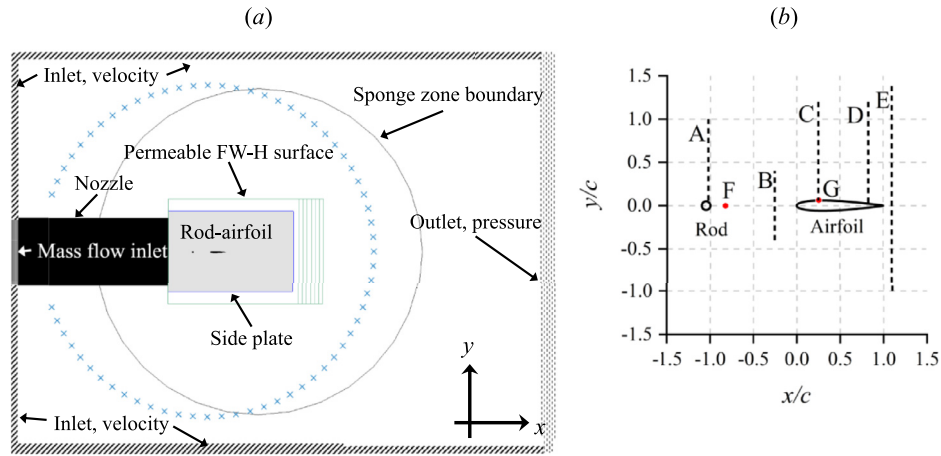 (a)
Inlet, velocity
Sponge zone boundary
Permeable FW-H surface
Nozzle
Rod-airfoil
Outlet, pressure
Mass flow inlet
Side plate
y
x
Inlet, velocity
(b)
y/c
1.5
1.0
0.5
0.0
-0.5
-1.0
-1.5
A
B
C
D
E
F
G
Rod
Airfoil
-1.5 -1.0 -0.5 0.0 0.5 1.0 1.5
x/c